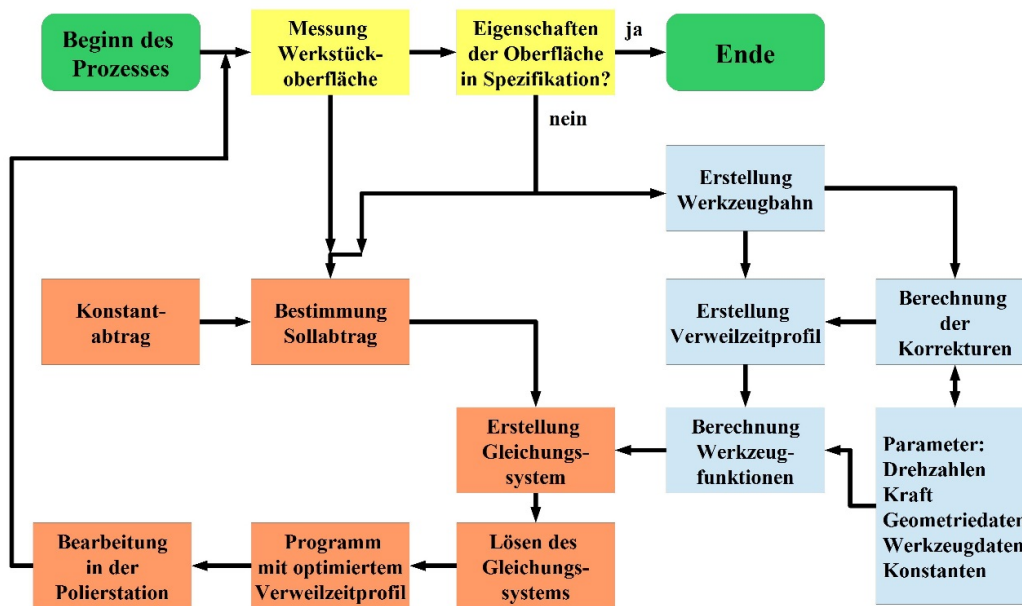 Beginn des
Prozesses
Messung
Werkstück-
oberfläche
Eigenschaften
der Oberfläche
in Spezifikation?
ja
Ende
nein
Erstellung
Werkzeugbahn
Konstant-
abtrag
Bestimmung
Sollabtrag
Erstellung
Verweilzeitprofil
Berechnung
der
Korrekturen
Erstellung
Gleichungs-
system
Berechnung
Werkzeug-
funktionen
Parameter:
Drehzahlen
Kraft
Geometriedaten
Werkzeugdaten
Konstanten
Bearbeitung
in der
Polierstation
Programm
mit optimiertem
Verweilzeitprofil
Lösen des
Gleichungs-
systems